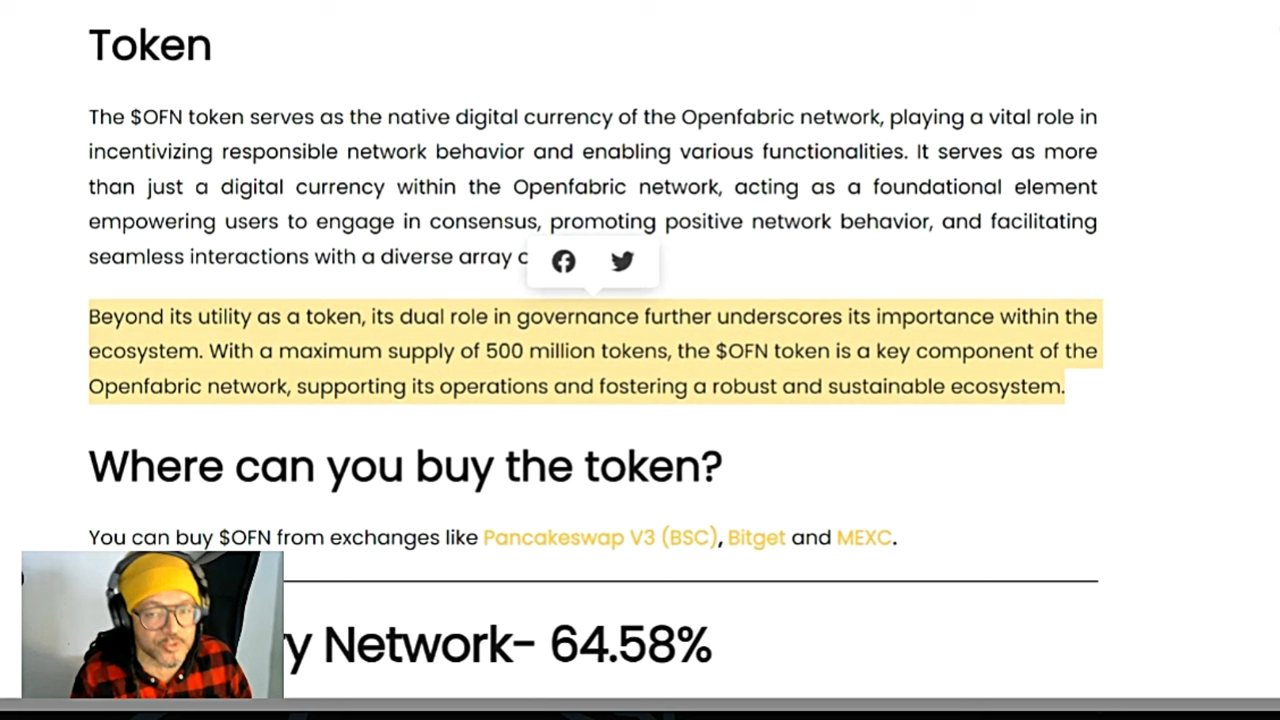 Token
The $OFN token serves as the native digital currency of the Openfabric network, playing a vital role in
incentivizing responsible network behavior and enabling various functionalities. It serves as more
than just a digital currency within the Openfabric network, acting as a foundational element
empowering users to engage in consensus, promoting positive network behavior, and facilitating
seamless interactions with a diverse array
Beyond its utility as a token, its dual role in governance further underscores its importance within the
ecosystem. With a maximum supply of 500 million tokens, the $OFN token is a key component of the
Openfabric network, supporting its operations and fostering a robust and sustainable ecosystem.
Where can you buy the token?
You can buy $OFN from exchanges like Pancakeswap V3 (BSC), Bitget and MEXC.
Network- 64.58%